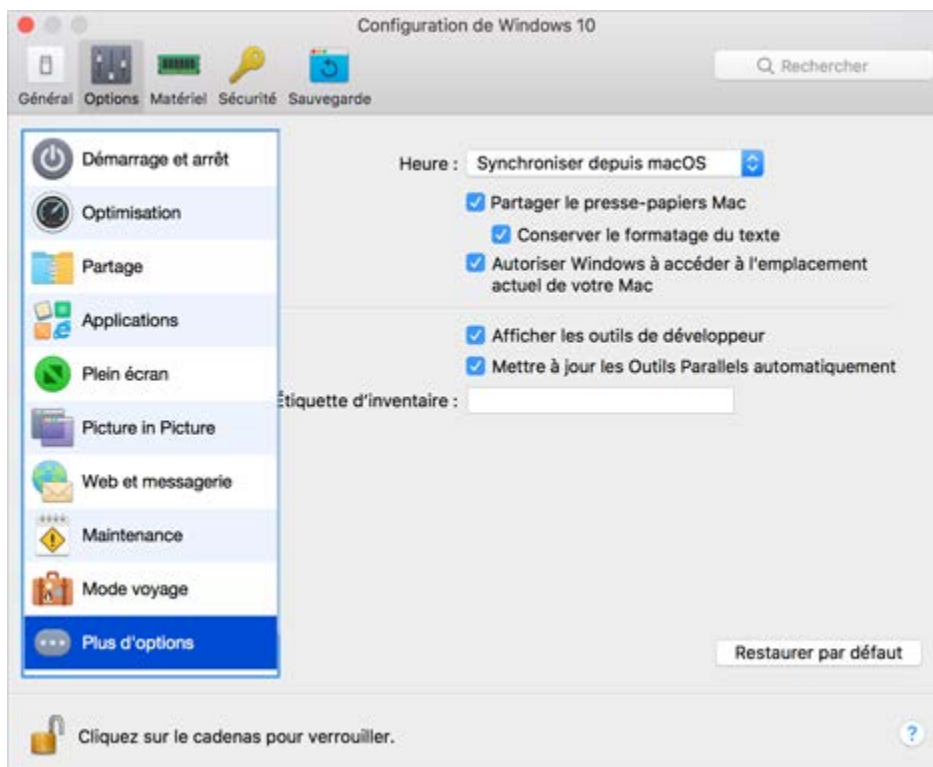 Configuration de Windows 10
Rechercher
Général Options Matériel Sécurité Sauvegarde
Démarrage et arrêt
Optimisation
Partage
Applications
Plein écran
Picture in Picture
Web et messagerie
Maintenance
Mode voyage
Plus d'options
Heure : Synchroniser depuis macOS
Partager le presse-papiers Mac
Conserver le formatage du texte
Autoriser Windows à accéder à l'emplacement
actuel de votre Mac
Afficher les outils de développeur
Mettre à jour les Outils Parallels automatiquement
Étiquette d'inventaire :
Restaurer par défaut
Cliquez sur le cadenas pour verrouiller.
?